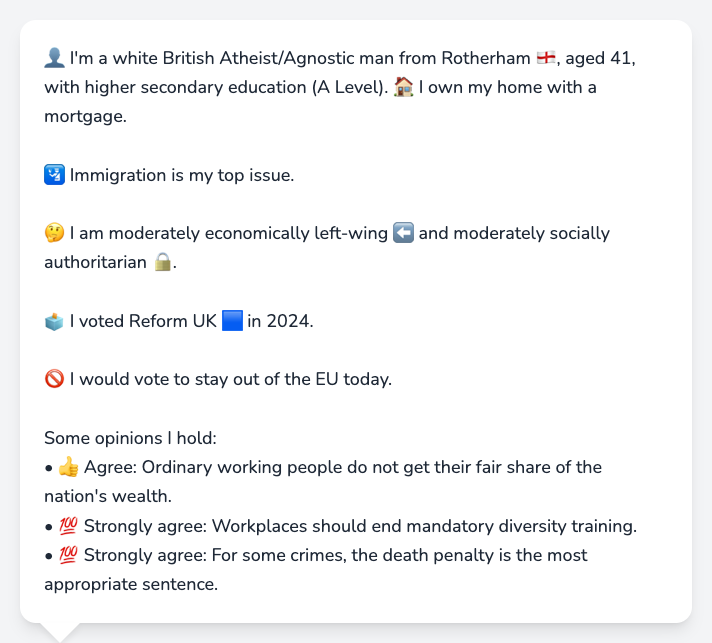 👤 I'm a white British Atheist/Agnostic man from Rotherham 🏴󠁧󠁢󠁥󠁮󠁧󠁿, aged 41,
with higher secondary education (A Level). 🏠 I own my home with a
mortgage.
🛂 Immigration is my top issue.
🤔 I am moderately economically left-wing ⬅️ and moderately socially
authoritarian 🔒.
🗳️ I voted Reform UK 🟦 in 2024.
🚫 I would vote to stay out of the EU today.
Some opinions I hold:
• 👍 Agree: Ordinary working people do not get their fair share of the
nation's wealth.
• 💯 Strongly agree: Workplaces should end mandatory diversity training.
• 💯 Strongly agree: For some crimes, the death penalty is the most
appropriate sentence.